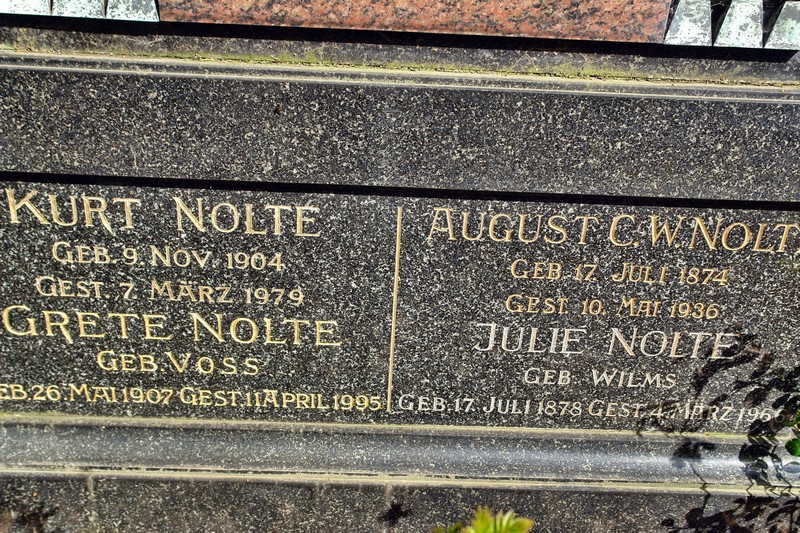 KURT NOLTE
GEB. 9. NOV. 1904
GEST. 7. MÄRZ 1979
GRETE NOLTE
GEB. VOSS
GEB. 26. MAI 1907 GEST. 11 APRIL 1995
AUGUST C. W. NOLT
GEB. 17. JULI 1874
GEST. 10. MAI 1936
JULIE NOLTE
GEB. WILMS
GEB. 17. JULI 1878 GEST. 4. MÄRZ